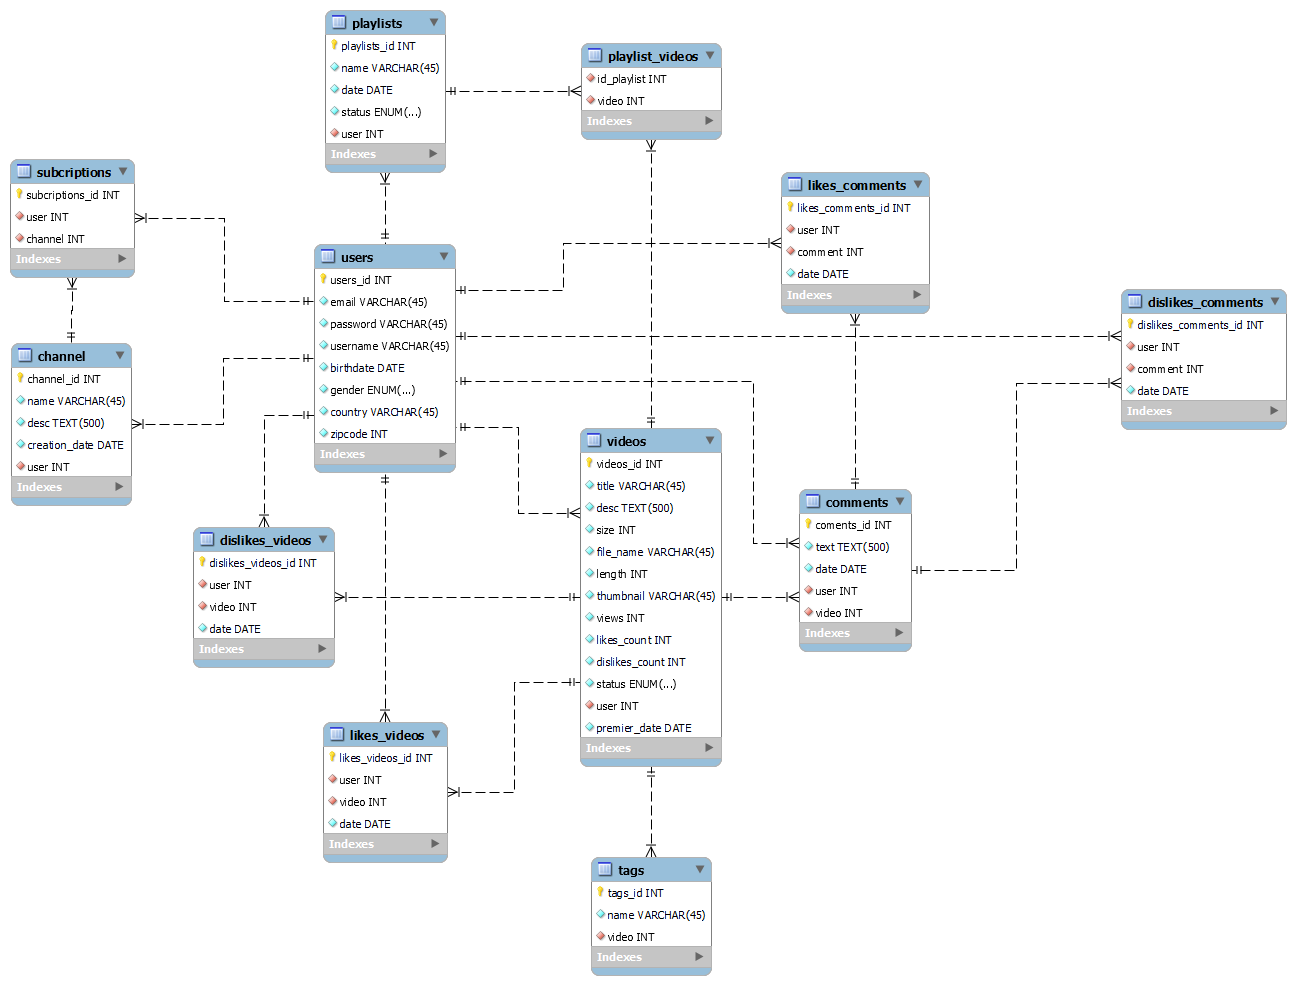 playlists
playlists_id INT
name VARCHAR(45)
date DATE
status ENUM(...)
user INT
Indexes
playlist_videos
id_playlist INT
video INT
Indexes
subcriptions
subcriptions_id INT
user INT
channel INT
Indexes
likes_comments
likes_comments_id INT
user INT
comment INT
date DATE
Indexes
users
users_id INT
email VARCHAR(45)
password VARCHAR(45)
username VARCHAR(45)
birthdate DATE
gender ENUM(...)
country VARCHAR(45)
zipcode INT
Indexes
dislikes_comments
dislikes_comments_id INT
user INT
comment INT
date DATE
Indexes
channel
channel_id INT
name VARCHAR(45)
desc TEXT(500)
creation_date DATE
user INT
Indexes
videos
videos_id INT
title VARCHAR(45)
desc TEXT(500)
size INT
file_name VARCHAR(45)
length INT
thumbnail VARCHAR(45)
views INT
likes_count INT
dislikes_count INT
status ENUM(...)
user INT
premier_date DATE
Indexes
comments
coments_id INT
text TEXT(500)
date DATE
user INT
video INT
Indexes
dislikes_videos
dislikes_videos_id INT
user INT
video INT
date DATE
Indexes
likes_videos
likes_videos_id INT
user INT
video INT
date DATE
Indexes
tags
tags_id INT
name VARCHAR(45)
video INT
Indexes